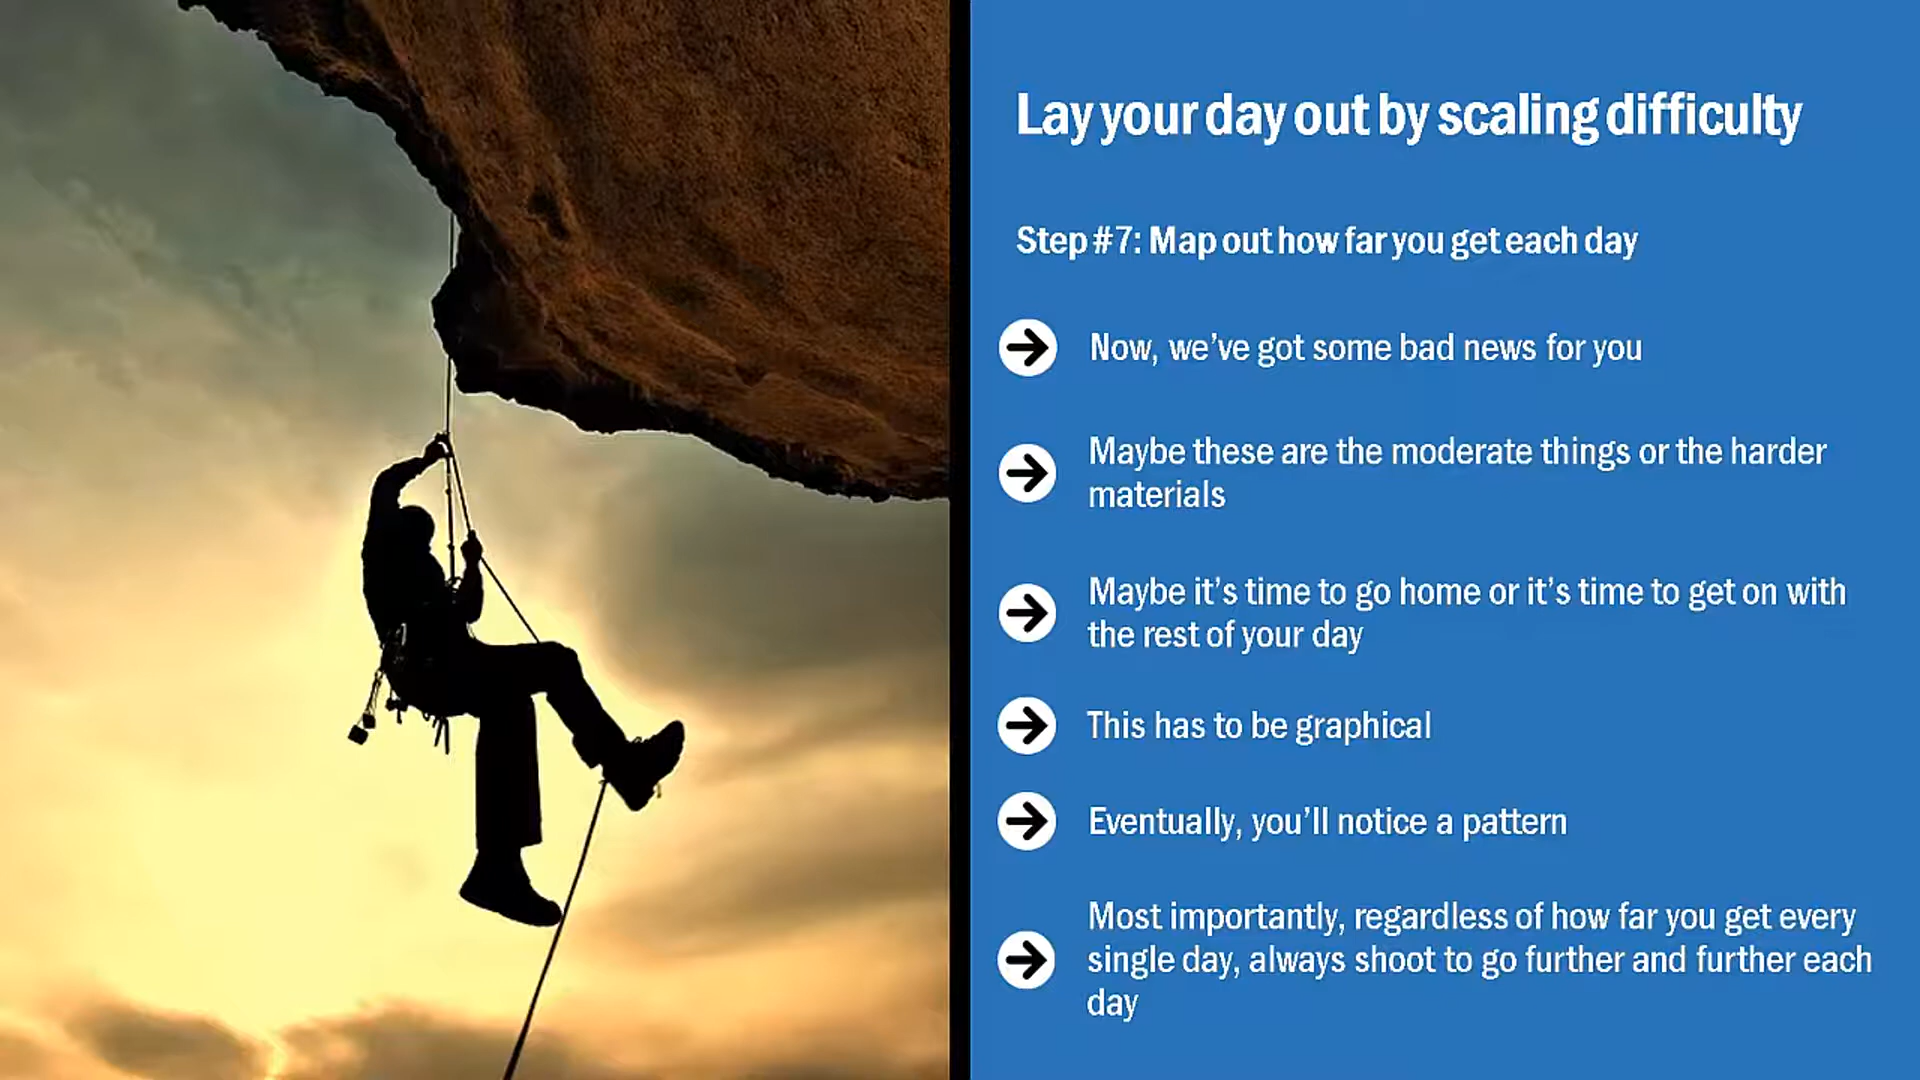 Lay your day out by scaling difficulty
Step #7: Map out how far you get each day
Now, we've got some bad news for you
Maybe these are the moderate things or the harder
materials
Maybe it's time to go home or it's time to get on with
the rest of your day
This has to be graphical
Eventually, you'll notice a pattern
Most importantly, regardless of how far you get every
single day, always shoot to go further and further each
day